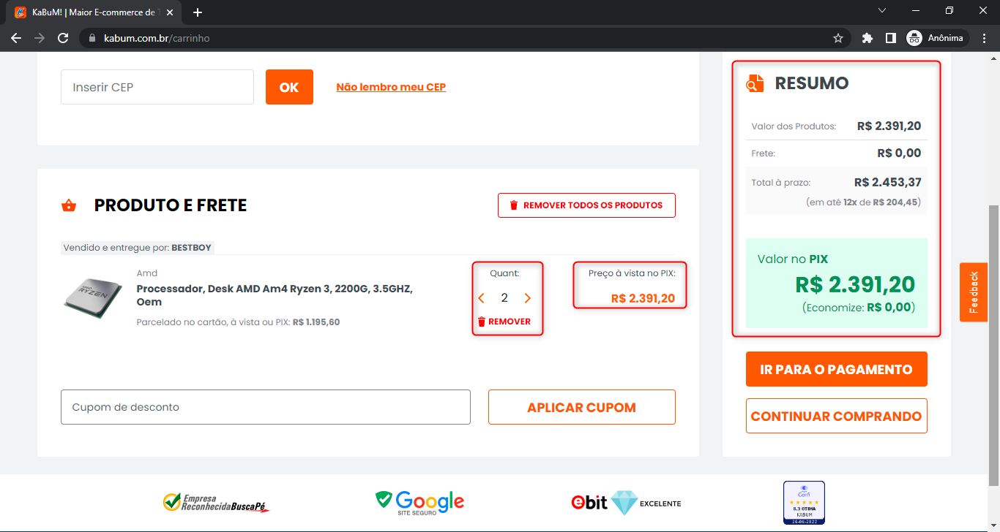 KaBuM! | Maior E-commerce de T
kabum.com.br/carrinho
Anônima
Inserir CEP
OK
Não lembro meu CEP
PRODUTO E FRETE
REMOVER TODOS OS PRODUTOS
Vendido e entregue por: BESTBOY
Amd
Processador, Desk AMD Am4 Ryzen 3, 2200G, 3.5GHZ,
Oem
Parcelado no cartão, à vista ou PIX: R$ 1.195,60
AMD
RYZEN
Quant:
2
REMOVER
Preço à vista no PIX:
R$ 2.391,20
Cupom de desconto
APLICAR CUPOM
RESUMO
Valor dos Produtos: R$ 2.391,20
Frete: R$ 0,00
Total à prazo: R$ 2.453,37
(em até 12x de R$ 204,45)
Valor no PIX
R$ 2.391,20
(Economize: R$ 0,00)
IR PARA O PAGAMENTO
CONTINUAR COMPRANDO
Feedback
Empresa
ReconhecidaBuscaPé
Google
SITE SEGURO
ebit EXCELENTE
Confi
8.3 OTIMA
KABUM
26-06-2022